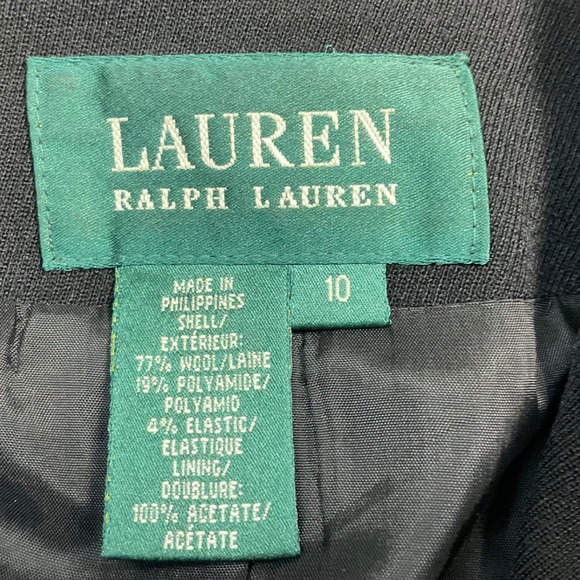 LAUREN
RALPH LAUREN
10
MADE IN
PHILIPPINES
SHELL/
EXTÉRIEUR:
77% WOOL/LAINE
19% POLYAMIDE/
POLYAMID
4% ELASTIC/
ELASTIQUE
LINING/
DOUBLURE:
100% ACETATE/
ACÉTATE